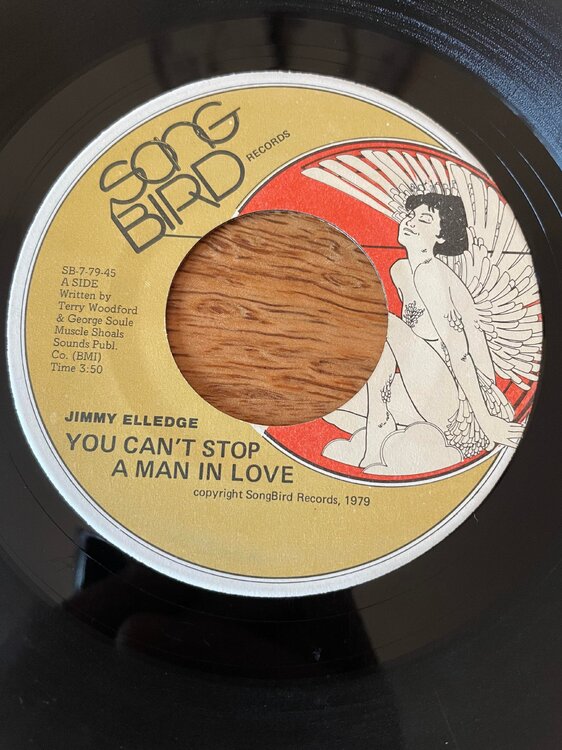 SONG
BIRD
RECORDS
SB-7-79-45
A SIDE
Written by
Terry Woodford
& George Soule
Muscle Shoals
Sounds Publ.
Co. (BMI)
Time 3:50
JIMMY ELLEDGE
YOU CAN'T STOP
A MAN IN LOVE
copyright SongBird Records, 1979